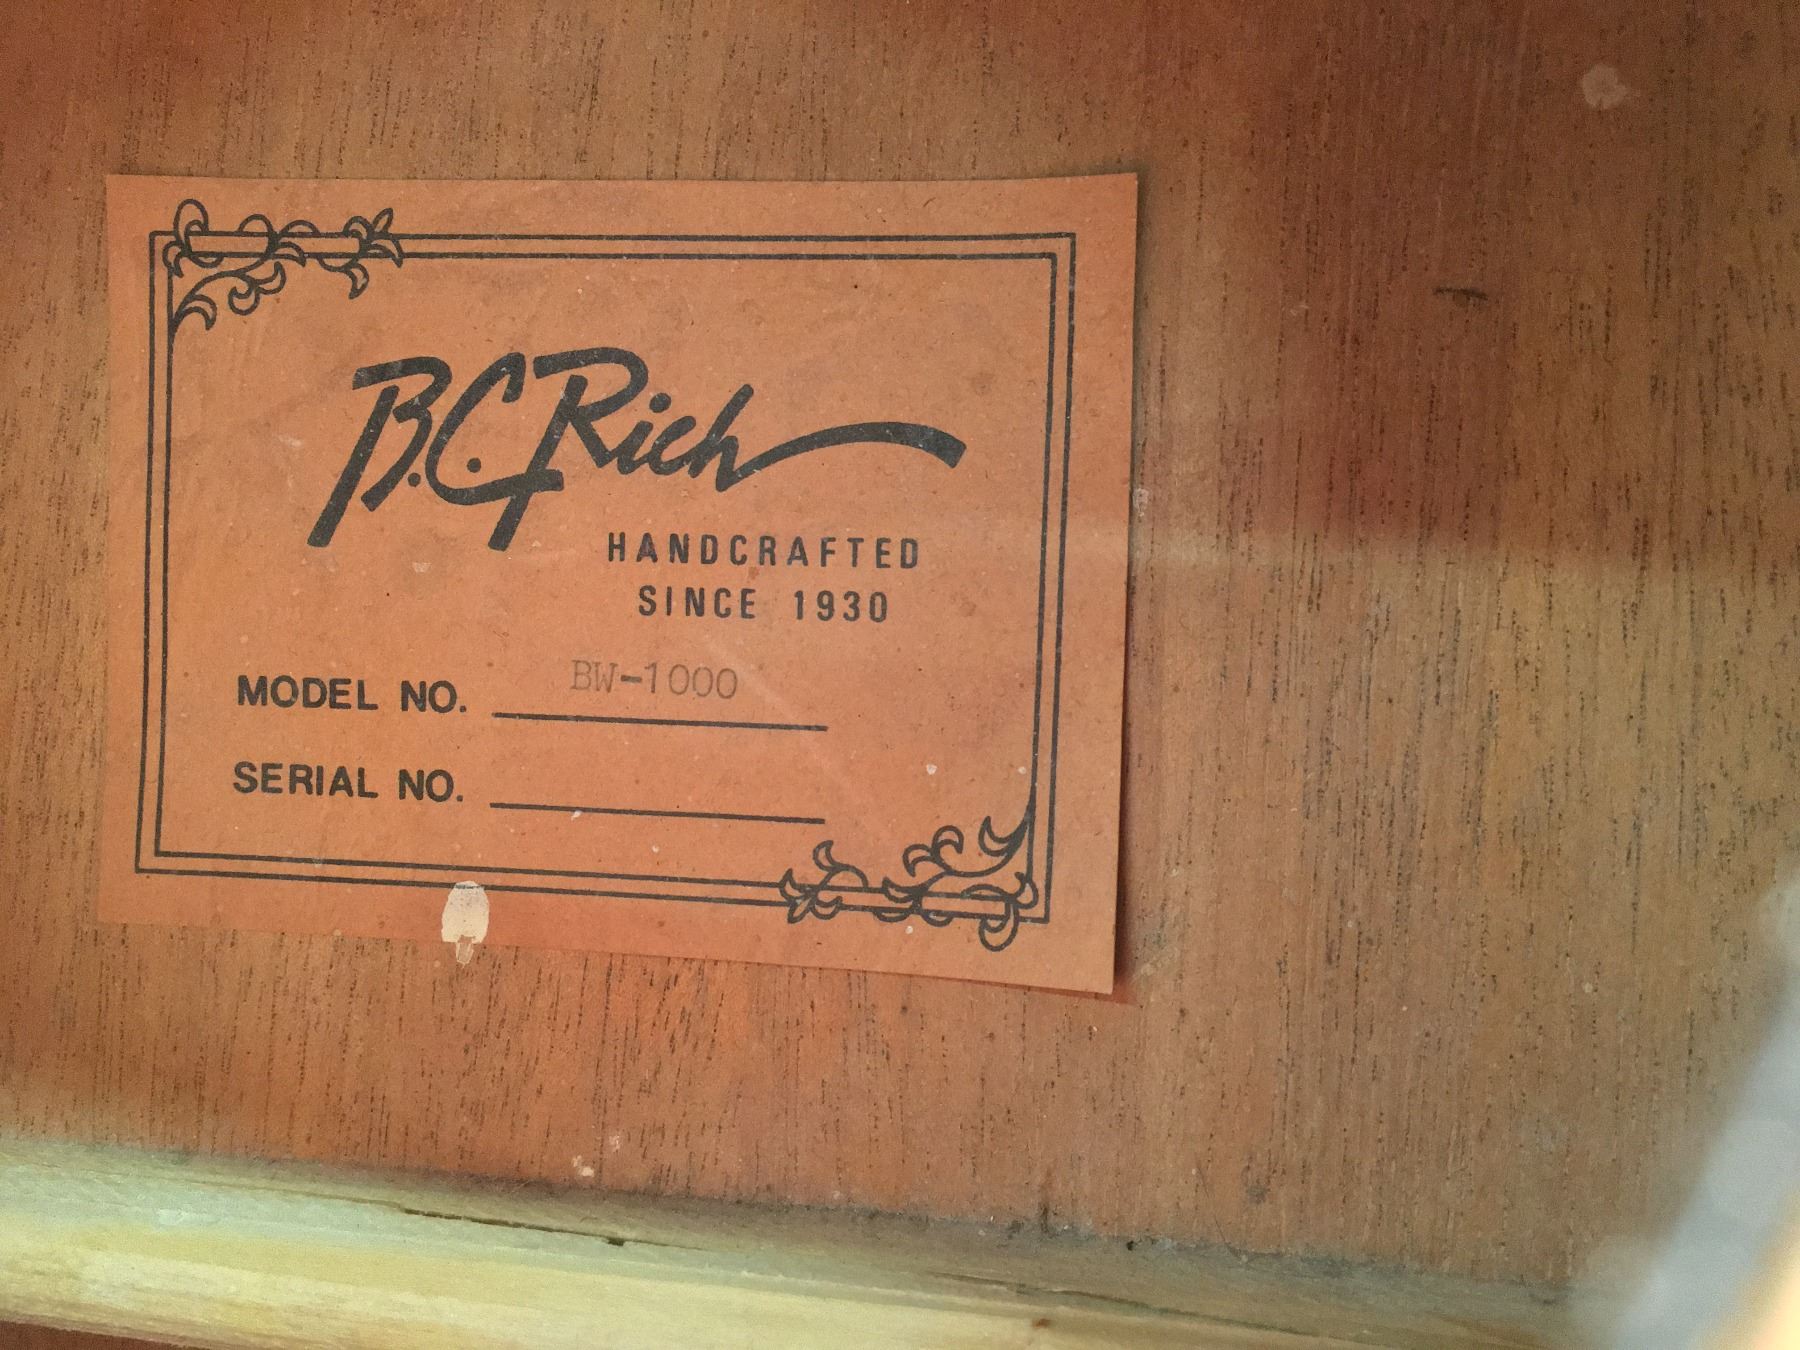 B.C. Rich
HANDCRAFTED
SINCE 1930
MODEL NO. BW-1000
SERIAL NO.